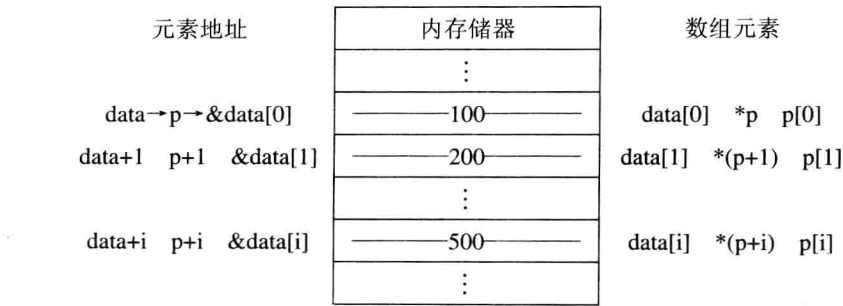 元素地址 内存储器 数组元素
⋮
data→p→&data[0] 100 data[0] *p p[0]
data+1 p+1 &data[1] 200 data[1] *(p+1) p[1]
⋮
data+i p+i &data[i] 500 data[i] *(p+i) p[i]
⋮